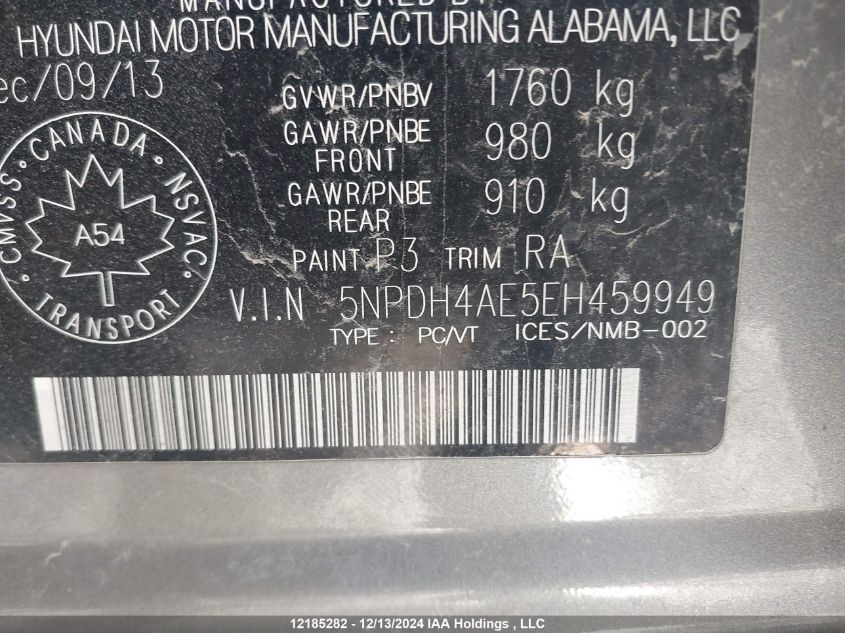 MANUFACTURED BY
HYUNDAI MOTOR MANUFACTURING ALABAMA, LLC
ec/09/13
GVWR/PNBV 1760 kg
GAWR/PNBE FRONT 980 kg
GAWR/PNBE REAR 910 kg
CMVSS · CANADA · NSVAC · TRANSPORT ·
A54
PAINT P3 TRIM RA
V.I.N 5NPDH4AE5EH459949
TYPE : PC/VT ICES/NMB-002
12185282 - 12/13/2024 IAA Holdings , LLC